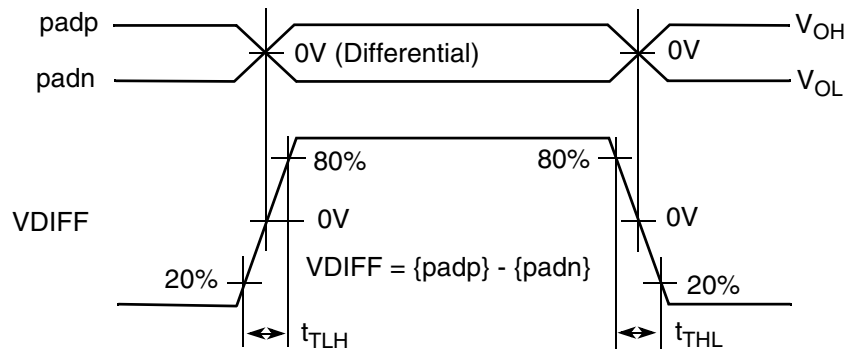 padp
V_OH
0V (Differential)
0V
padn
V_OL
80%
80%
VDIFF
0V
0V
VDIFF = {padp} - {padn}
20%
20%
t_TLH
t_THL